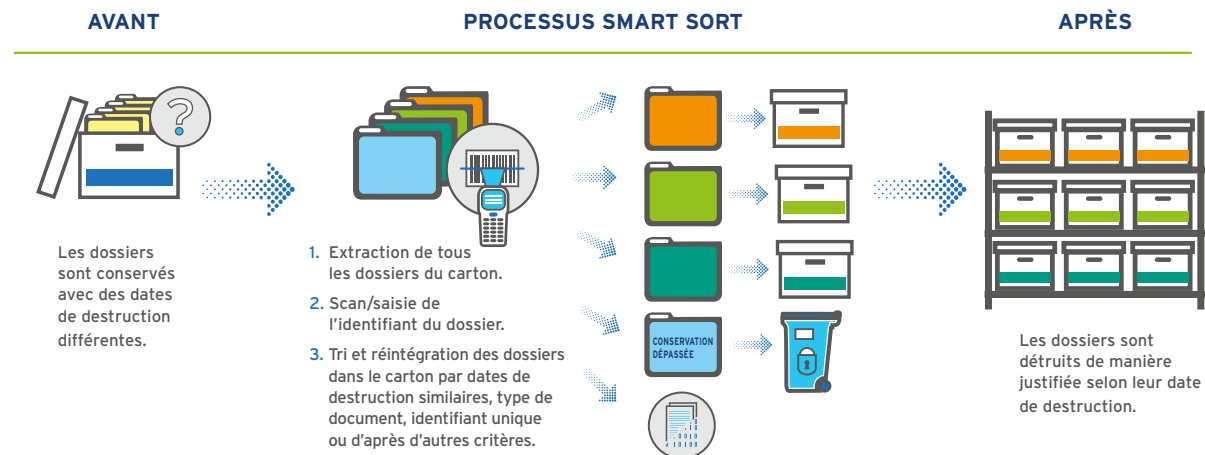 AVANT
PROCESSUS SMART SORT
APRÈS
Les dossiers
sont conservés
avec des dates
de destruction
différentes.
1. Extraction de tous
les dossiers du carton.
2. Scan/saisie de
l'identifiant du dossier.
3. Tri et réintégration des dossiers
dans le carton par dates de
destruction similaires, type de
document, identifiant unique
ou d'après d'autres critères.
CONSERVATION
DÉPASSÉE
Les dossiers sont
détruits de manière
justifiée selon leur date
de destruction.